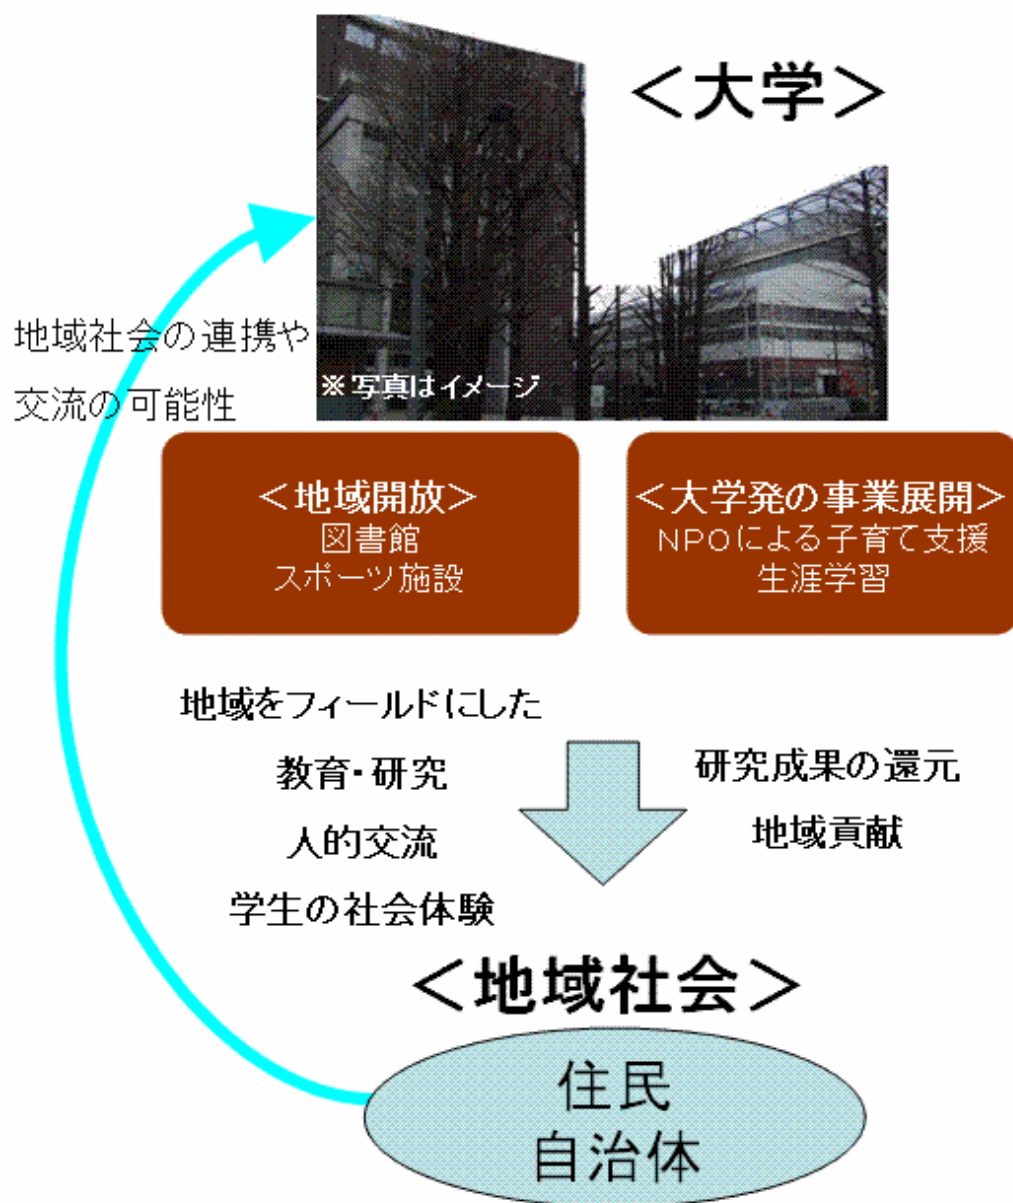 ＜大学＞
地域社会の連携や
交流の可能性
※写真はイメージ
＜地域開放＞
図書館
スポーツ施設
＜大学発の事業展開＞
NPOによる子育て支援
生涯学習
地域をフィールドにした
教育・研究
人的交流
学生の社会体験
研究成果の還元
地域貢献
＜地域社会＞
住民
自治体